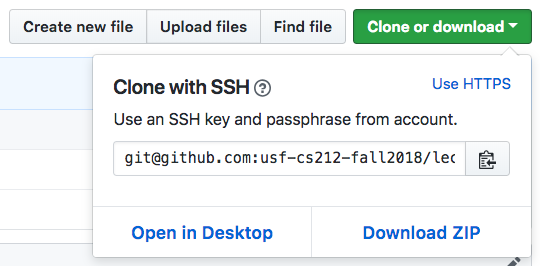 Create new file Upload files Find file Clone or download
Clone with SSH ? Use HTTPS
Use an SSH key and passphrase from account.
git@github.com:usf-cs212-fall2018/lec
Open in Desktop Download ZIP